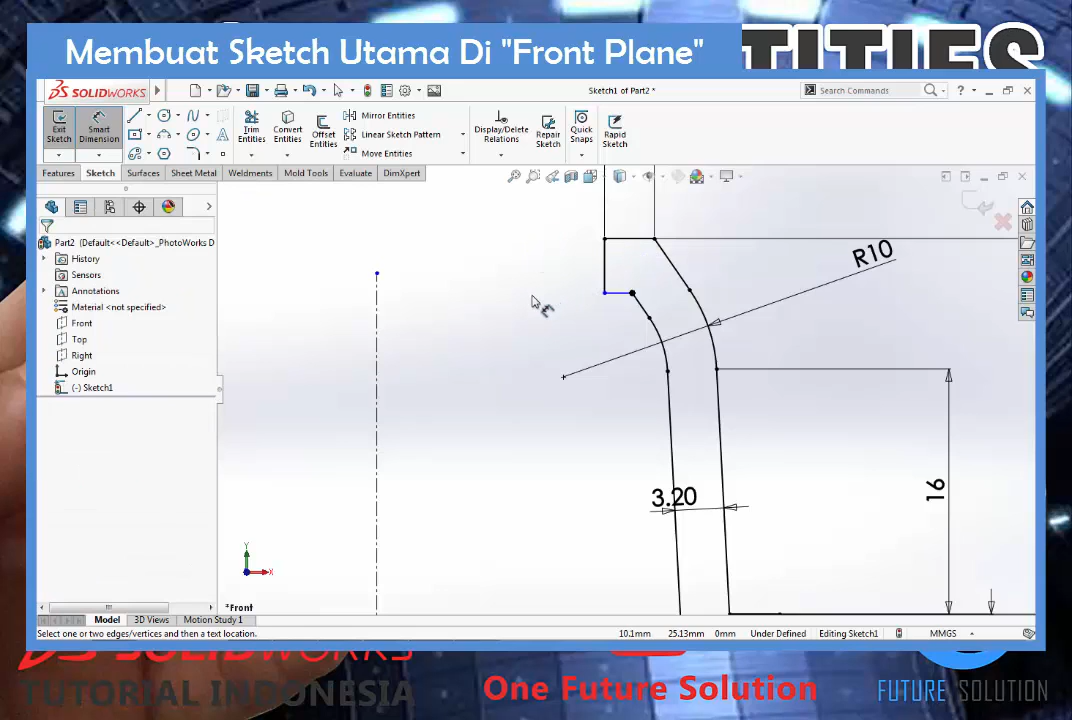 Membuat Sketch Utama Di "Front Plane"
TITIES
SOLIDWORKS
Sketch1 of Part2 *
Search Commands
Exit Sketch
Smart Dimension
Trim Entities
Convert Entities
Offset Entities
Mirror Entities
Linear Sketch Pattern
Move Entities
Display/Delete Relations
Repair Sketch
Quick Snaps
Rapid Sketch
Features
Sketch
Surfaces
Sheet Metal
Weldments
Mold Tools
Evaluate
DimXpert
Part2 (Default<<Default>_PhotoWorks D
History
Sensors
Annotations
Material <not specified>
Front
Top
Right
Origin
(-) Sketch1
R10
16
3.20
Y
X
*Front
Model
3D Views
Motion Study 1
Select one or two edges/vertices and then a text location.
10.1mm
25.13mm
0mm
Under Defined
Editing Sketch1
MMGS
SOLIDWORKS
TUTORIAL INDONESIA
One Future Solution
FUTURE SOLUTION